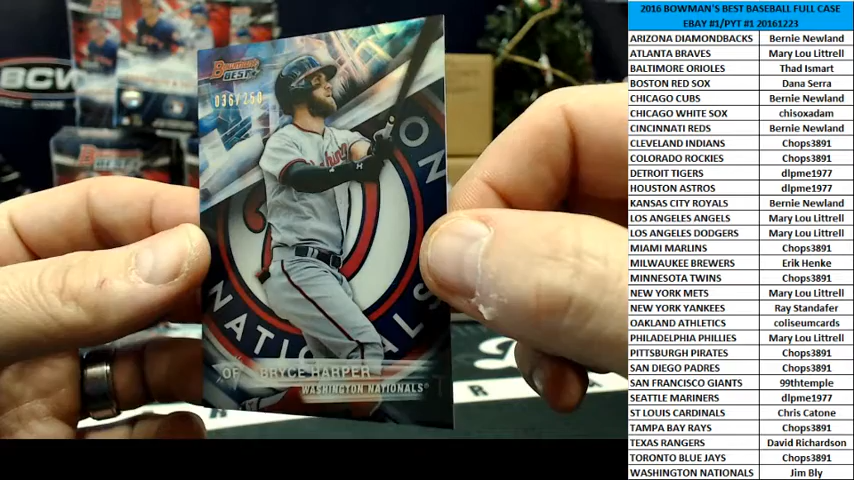 BCW
BOWMAN'S
BEST
036/250
Washington
NATIONALS
OF BRYCE HARPER
WASHINGTON NATIONALS®
2016 BOWMAN'S BEST BASEBALL FULL CASE
EBAY #1/PYT #1 20161223
ARIZONA DIAMONDBACKS Bernie Newland
ATLANTA BRAVES Mary Lou Littrell
BALTIMORE ORIOLES Thad Ismart
BOSTON RED SOX Dana Serra
CHICAGO CUBS Bernie Newland
CHICAGO WHITE SOX chisoxadam
CINCINNATI REDS Bernie Newland
CLEVELAND INDIANS Chops3891
COLORADO ROCKIES Chops3891
DETROIT TIGERS dlpme1977
HOUSTON ASTROS dlpme1977
KANSAS CITY ROYALS Bernie Newland
LOS ANGELES ANGELS Mary Lou Littrell
LOS ANGELES DODGERS Mary Lou Littrell
MIAMI MARLINS Chops3891
MILWAUKEE BREWERS Erik Henke
MINNESOTA TWINS Chops3891
NEW YORK METS Mary Lou Littrell
NEW YORK YANKEES Ray Standafer
OAKLAND ATHLETICS coliseumcards
PHILADELPHIA PHILLIES Mary Lou Littrell
PITTSBURGH PIRATES Chops3891
SAN DIEGO PADRES Chops3891
SAN FRANCISCO GIANTS 99thtemple
SEATTLE MARINERS dlpme1977
ST LOUIS CARDINALS Chris Catone
TAMPA BAY RAYS Chops3891
TEXAS RANGERS David Richardson
TORONTO BLUE JAYS Chops3891
WASHINGTON NATIONALS Jim Bly